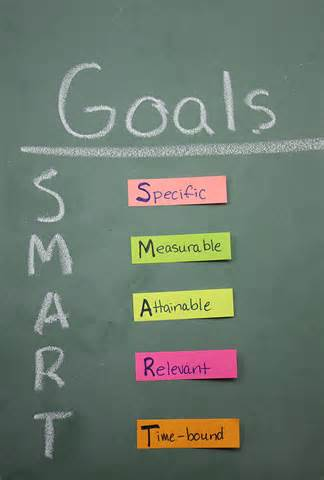 Goals
S Specific
M Measurable
A Attainable
R Relevant
T Time-bound